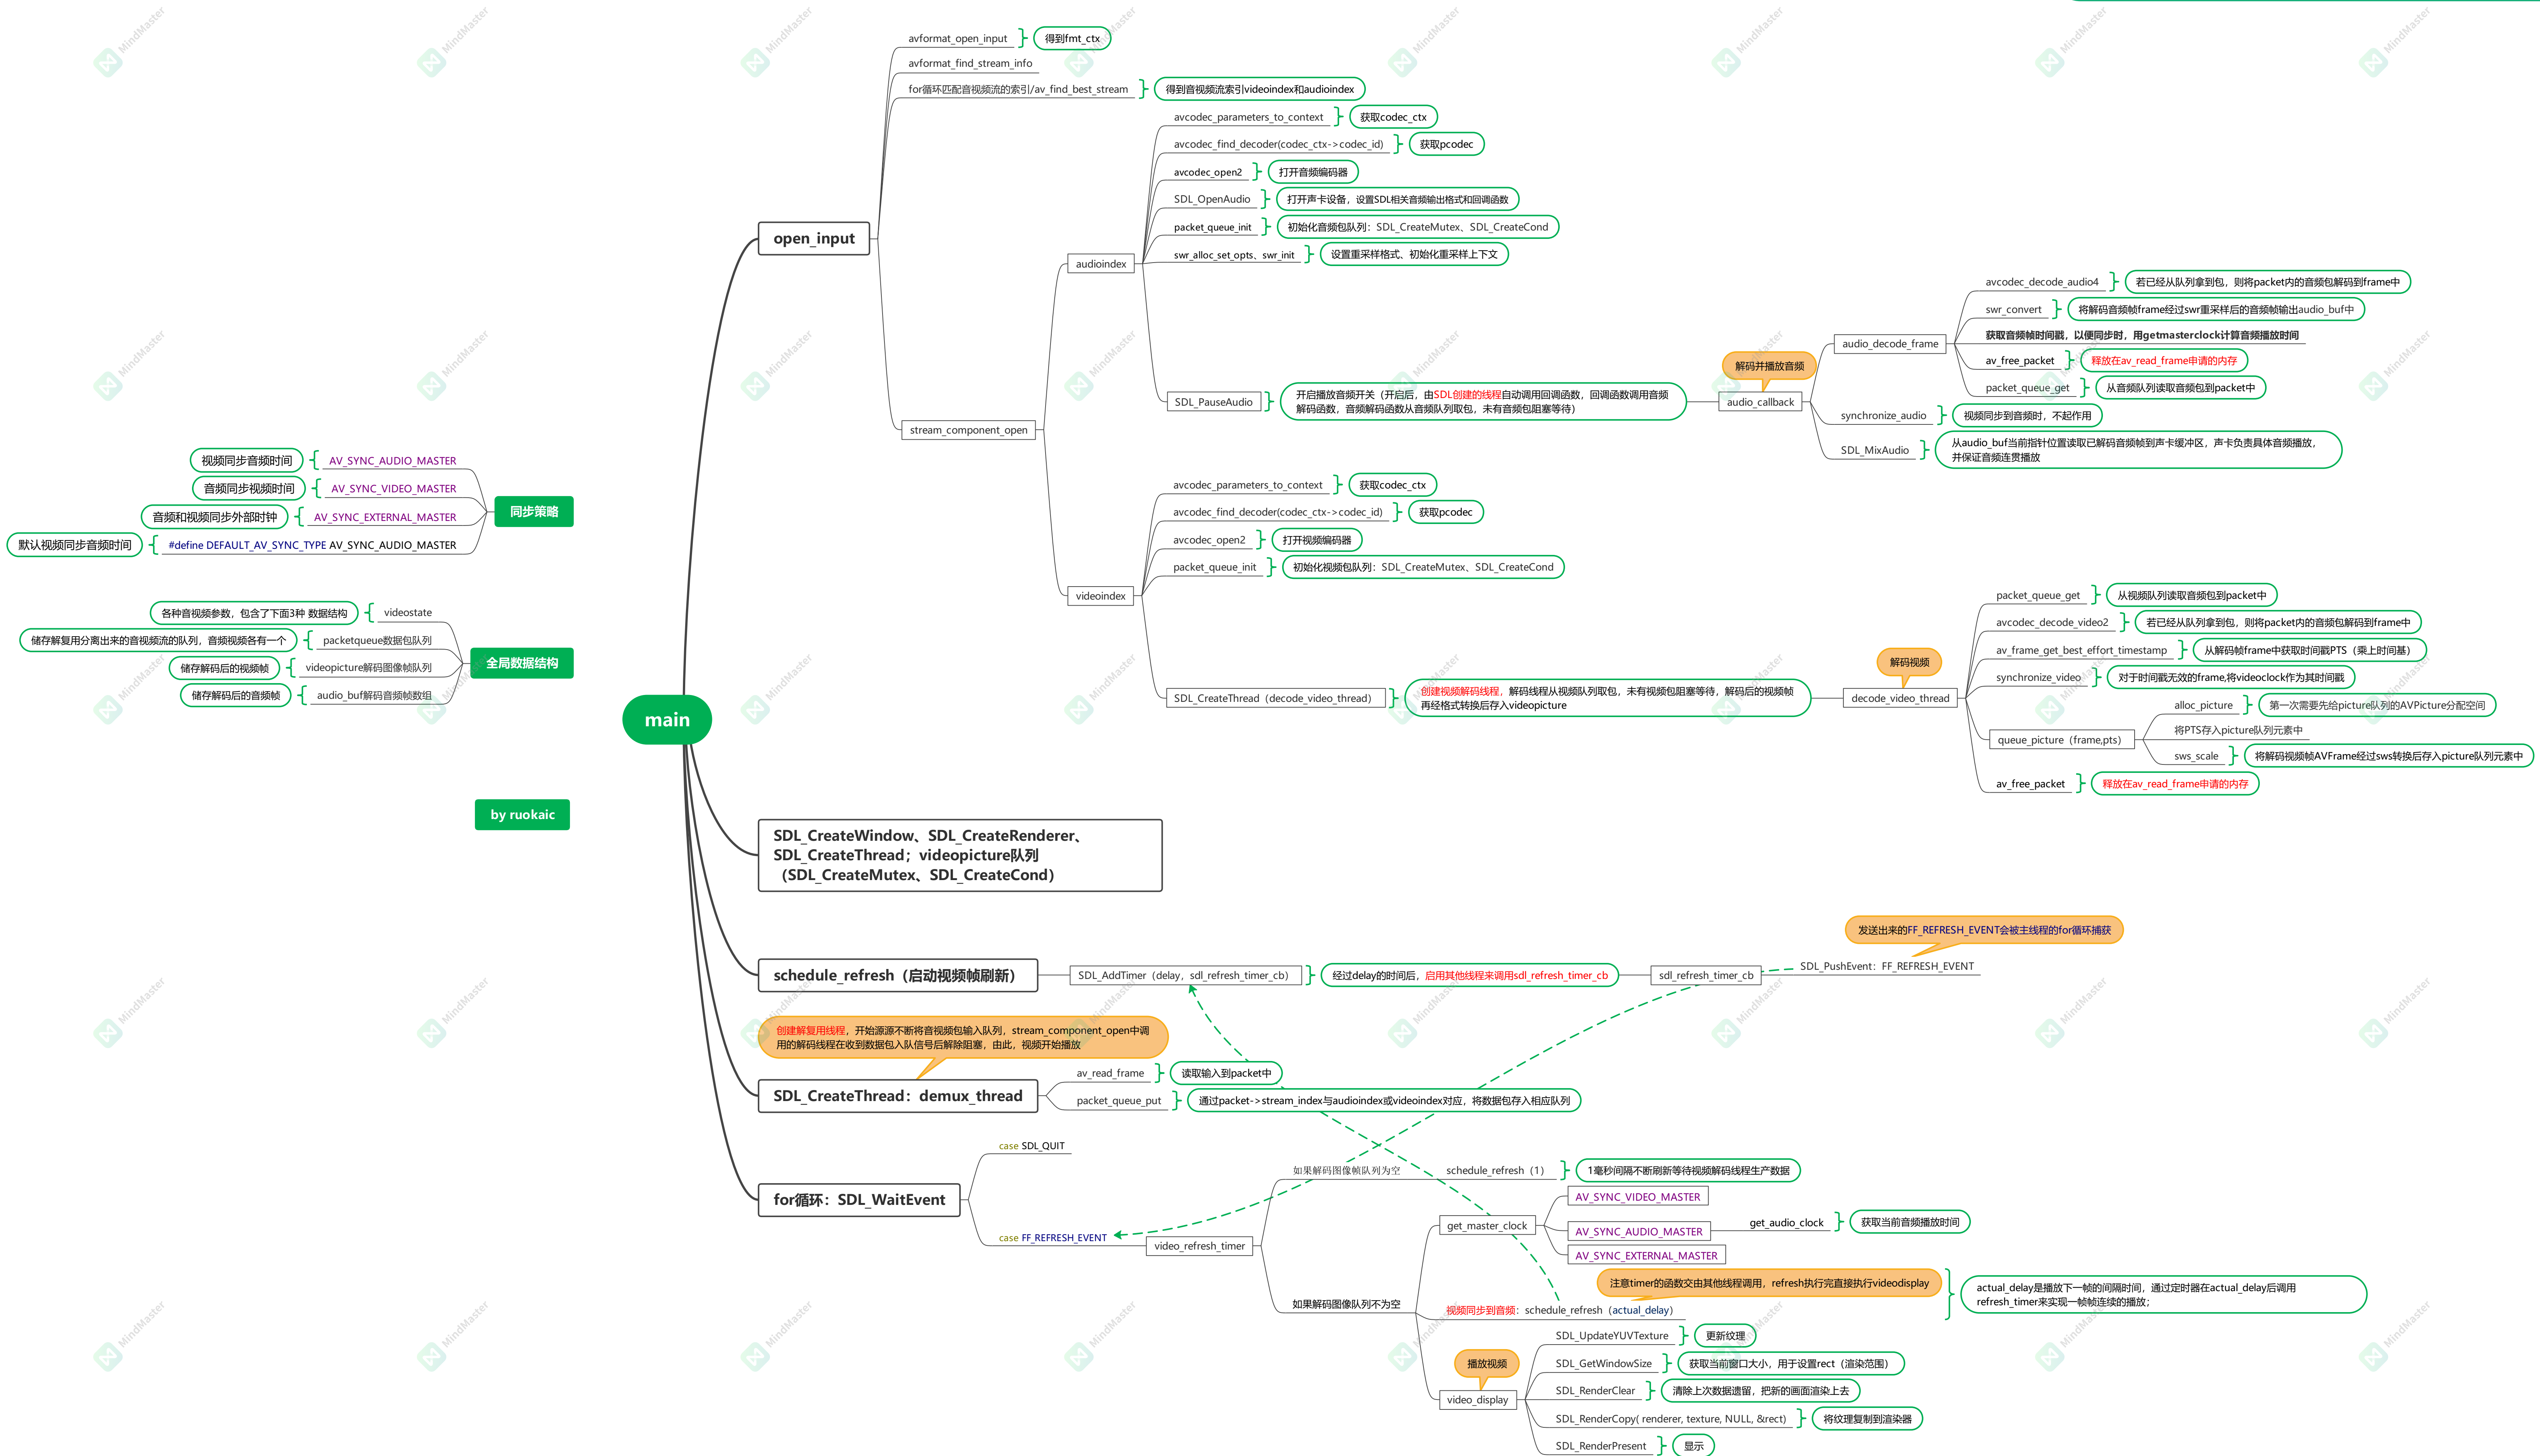 main
open_input
avformat_open_input
得到fmt_ctx
avformat_find_stream_info
for循环匹配音视频流的索引/av_find_best_stream
得到音视频流索引videoindex和audioindex
stream_component_open
audioindex
avcodec_parameters_to_context
获取codec_ctx
avcodec_find_decoder(codec_ctx->codec_id)
获取pcodec
avcodec_open2
打开音频编码器
SDL_OpenAudio
打开声卡设备，设置SDL相关音频输出格式和回调函数
packet_queue_init
初始化音频包队列：SDL_CreateMutex、SDL_CreateCond
swr_alloc_set_opts、swr_init
设置重采样格式、初始化重采样上下文
SDL_PauseAudio
开启播放音频开关（开启后，由SDL创建的线程自动调用回调函数，回调函数调用音频
解码函数，音频解码函数从音频队列取包，未有音频包阻塞等待）
解码并播放音频
audio_callback
audio_decode_frame
avcodec_decode_audio4
若已经从队列拿到包，则将packet内的音频包解码到frame中
swr_convert
将解码音频帧frame经过swr重采样后的音频帧输出audio_buf中
获取音频帧时间戳，以便同步时，用getmasterclock计算音频播放时间
av_free_packet
释放在av_read_frame申请的内存
packet_queue_get
从音频队列读取音频包到packet中
synchronize_audio
视频同步到音频时，不起作用
SDL_MixAudio
从audio_buf当前指针位置读取已解码音频帧到声卡缓冲区，声卡负责具体音频播放，
并保证音频连贯播放
videoindex
avcodec_parameters_to_context
获取codec_ctx
avcodec_find_decoder(codec_ctx->codec_id)
获取pcodec
avcodec_open2
打开视频编码器
packet_queue_init
初始化视频包队列：SDL_CreateMutex、SDL_CreateCond
SDL_CreateThread（decode_video_thread）
创建视频解码线程，解码线程从视频队列取包，未有视频包阻塞等待，解码后的视频帧
再经格式转换后存入videopicture
解码视频
decode_video_thread
packet_queue_get
从视频队列读取音频包到packet中
avcodec_decode_video2
若已经从队列拿到包，则将packet内的音频包解码到frame中
av_frame_get_best_effort_timestamp
从解码帧frame中获取时间戳PTS（乘上时间基）
synchronize_video
对于时间戳无效的frame,将videoclock作为其时间戳
queue_picture（frame,pts）
alloc_picture
第一次需要先给picture队列的AVPicture分配空间
将PTS存入picture队列元素中
sws_scale
将解码视频帧AVFrame经过sws转换后存入picture队列元素中
av_free_packet
释放在av_read_frame申请的内存
SDL_CreateWindow、SDL_CreateRenderer、
SDL_CreateThread；videopicture队列
（SDL_CreateMutex、SDL_CreateCond）
schedule_refresh（启动视频帧刷新）
SDL_AddTimer（delay，sdl_refresh_timer_cb）
经过delay的时间后，启用其他线程来调用sdl_refresh_timer_cb
sdl_refresh_timer_cb
SDL_PushEvent：FF_REFRESH_EVENT
发送出来的FF_REFRESH_EVENT会被主线程的for循环捕获
创建解复用线程，开始源源不断将音视频包输入队列，stream_component_open中调
用的解码线程在收到数据包入队信号后解除阻塞，由此，视频开始播放
SDL_CreateThread：demux_thread
av_read_frame
读取输入到packet中
packet_queue_put
通过packet->stream_index与audioindex或videoindex对应，将数据包存入相应队列
for循环：SDL_WaitEvent
case SDL_QUIT
case FF_REFRESH_EVENT
video_refresh_timer
如果解码图像帧队列为空
schedule_refresh（1）
1毫秒间隔不断刷新等待视频解码线程生产数据
如果解码图像队列不为空
get_master_clock
AV_SYNC_VIDEO_MASTER
AV_SYNC_AUDIO_MASTER
get_audio_clock
获取当前音频播放时间
AV_SYNC_EXTERNAL_MASTER
注意timer的函数交由其他线程调用，refresh执行完直接执行videodisplay
视频同步到音频：schedule_refresh（actual_delay）
actual_delay是播放下一帧的间隔时间，通过定时器在actual_delay后调用
refresh_timer来实现一帧帧连续的播放；
播放视频
video_display
SDL_UpdateYUVTexture
更新纹理
SDL_GetWindowSize
获取当前窗口大小，用于设置rect（渲染范围）
SDL_RenderClear
清除上次数据遗留，把新的画面渲染上去
SDL_RenderCopy( renderer, texture, NULL, &rect)
将纹理复制到渲染器
SDL_RenderPresent
显示
同步策略
AV_SYNC_AUDIO_MASTER
视频同步音频时间
AV_SYNC_VIDEO_MASTER
音频同步视频时间
AV_SYNC_EXTERNAL_MASTER
音频和视频同步外部时钟
#define DEFAULT_AV_SYNC_TYPE AV_SYNC_AUDIO_MASTER
默认视频同步音频时间
全局数据结构
videostate
各种音视频参数，包含了下面3种 数据结构
packetqueue数据包队列
储存解复用分离出来的音视频流的队列，音频视频各有一个
videopicture解码图像帧队列
储存解码后的视频帧
audio_buf解码音频帧数组
储存解码后的音频帧
by ruokaic
MindMaster